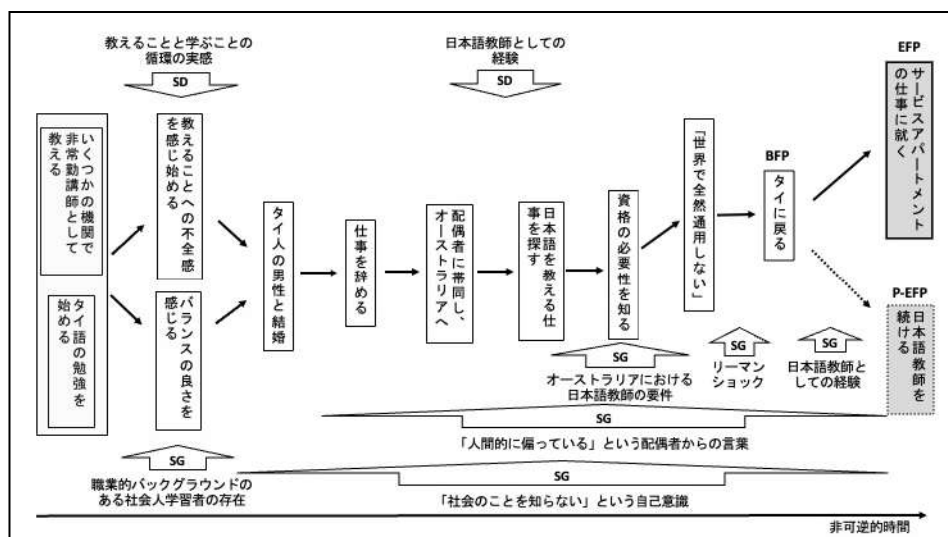 教えることと学ぶことの
循環の実感
SD
日本語教師としての
経験
SD
EFP
サービスアパートメント
の仕事に就く
いくつかの機関で
非常勤講師として
教える
タイ語の勉強を
始める
教えることへの不全感
を感じ始める
バランスの良さを
感じる
タイ人の男性と結婚
仕事を辞める
配偶者に帯同し、
オーストラリアへ
日本語を教える仕
事を探す
資格の必要性を知る
「世界で全然通用しない」
BFP
タイに戻る
P-EFP
日本語教師を
続ける
SG
オーストラリアにおける
日本語教師の要件
SG
リーマン
ショック
SG
日本語教師と
しての経験
SG
「人間的に偏っている」という配偶者からの言葉
SG
職業的バックグラウンドの
ある社会人学習者の存在
SG
「社会のことを知らない」という自己意識
非可逆的時間